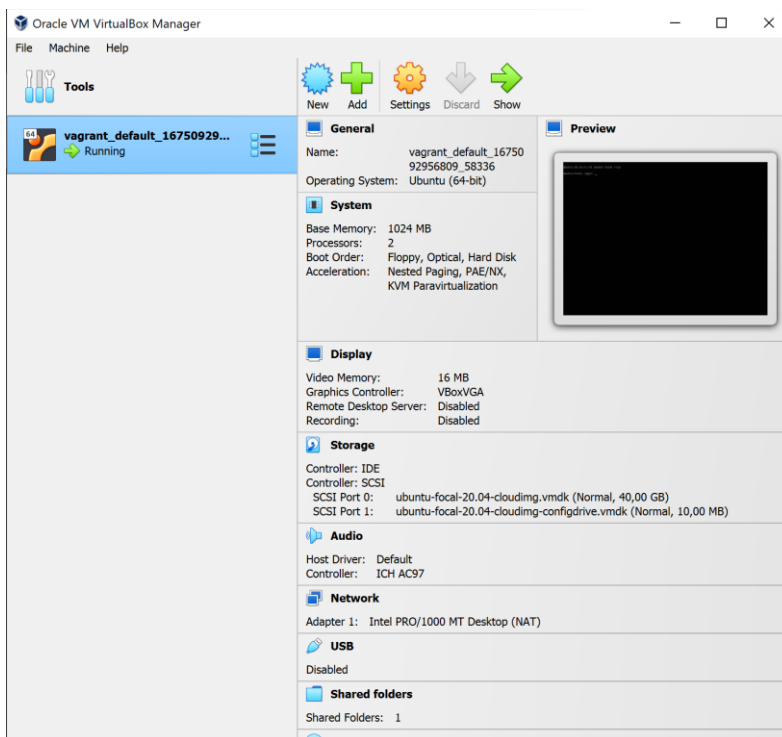 Oracle VM VirtualBox Manager
File Machine Help
Tools
New Add Settings Discard Show
64
vagrant_default_16750929...
Running
General
Name: vagrant_default_16750
92956809_58336
Operating System: Ubuntu (64-bit)
Preview
System
Base Memory: 1024 MB
Processors: 2
Boot Order: Floppy, Optical, Hard Disk
Acceleration: Nested Paging, PAE/NX,
KVM Paravirtualization
Display
Video Memory: 16 MB
Graphics Controller: VBoxVGA
Remote Desktop Server: Disabled
Recording: Disabled
Storage
Controller: IDE
Controller: SCSI
SCSI Port 0: ubuntu-focal-20.04-cloudimg.vmdk (Normal, 40,00 GB)
SCSI Port 1: ubuntu-focal-20.04-cloudimg-configdrive.vmdk (Normal, 10,00 MB)
Audio
Host Driver: Default
Controller: ICH AC97
Network
Adapter 1: Intel PRO/1000 MT Desktop (NAT)
USB
Disabled
Shared folders
Shared Folders: 1